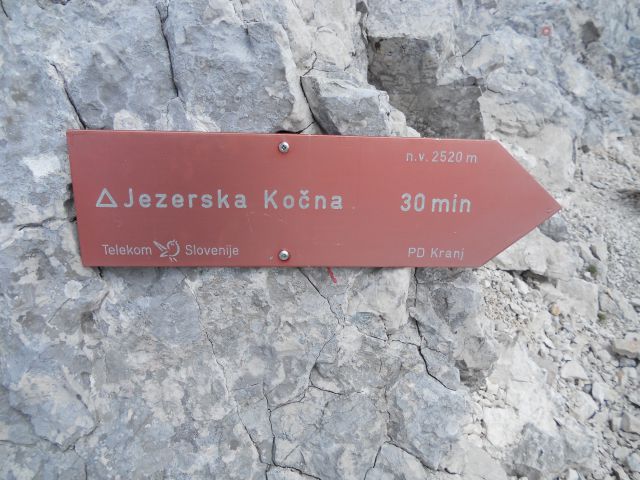 n.v. 2520 m
Jezerska Kočna 30 min
Telekom Slovenije PD Kranj